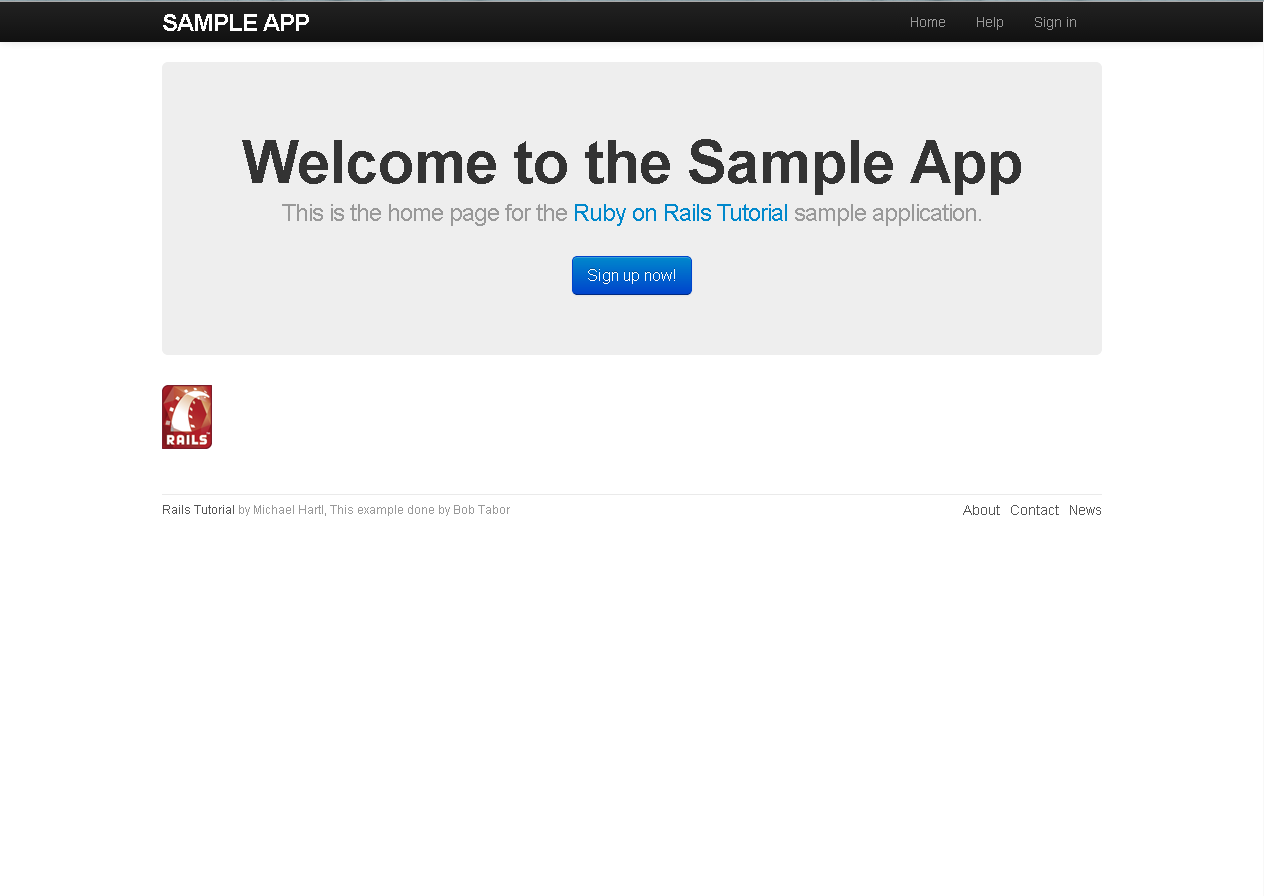 SAMPLE APP
Home Help Sign in
Welcome to the Sample App
This is the home page for the Ruby on Rails Tutorial sample application.
Sign up now!
RAILS
Rails Tutorial by Michael Hartl, This example done by Bob Tabor
About Contact News